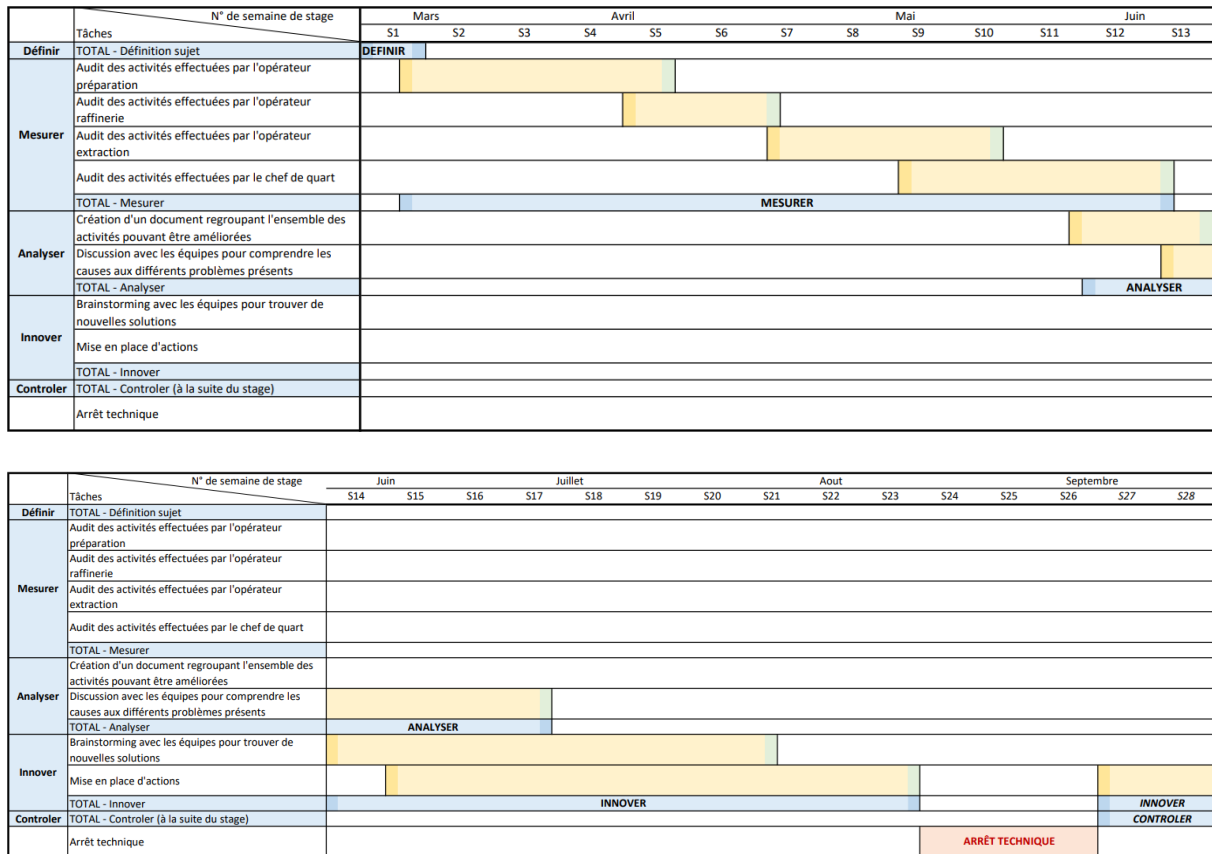 N° de semaine de stage
Mars Avril Mai Juin
Tâches S1 S2 S3 S4 S5 S6 S7 S8 S9 S10 S11 S12 S13
Définir TOTAL - Définition sujet DEFINIR
Audit des activités effectuées par l'opérateur
préparation
Audit des activités effectuées par l'opérateur
raffinerie
Mesurer
Audit des activités effectuées par l'opérateur
extraction
Audit des activités effectuées par le chef de quart
TOTAL - Mesurer MESURER
Création d'un document regroupant l'ensemble des
activités pouvant être améliorées
Analyser
Discussion avec les équipes pour comprendre les
causes aux différents problèmes présents
TOTAL - Analyser ANALYSER
Brainstorming avec les équipes pour trouver de
nouvelles solutions
Innover
Mise en place d'actions
TOTAL - Innover
Controler TOTAL - Controler (à la suite du stage)
Arrêt technique
N° de semaine de stage
Juin Juillet Aout Septembre
Tâches S14 S15 S16 S17 S18 S19 S20 S21 S22 S23 S24 S25 S26 S27 S28
Définir TOTAL - Définition sujet
Audit des activités effectuées par l'opérateur
préparation
Audit des activités effectuées par l'opérateur
raffinerie
Mesurer
Audit des activités effectuées par l'opérateur
extraction
Audit des activités effectuées par le chef de quart
TOTAL - Mesurer
Création d'un document regroupant l'ensemble des
activités pouvant être améliorées
Analyser
Discussion avec les équipes pour comprendre les
causes aux différents problèmes présents
TOTAL - Analyser ANALYSER
Brainstorming avec les équipes pour trouver de
nouvelles solutions
Innover
Mise en place d'actions
TOTAL - Innover INNOVER INNOVER
Controler TOTAL - Controler (à la suite du stage) CONTROLER
Arrêt technique ARRÊT TECHNIQUE